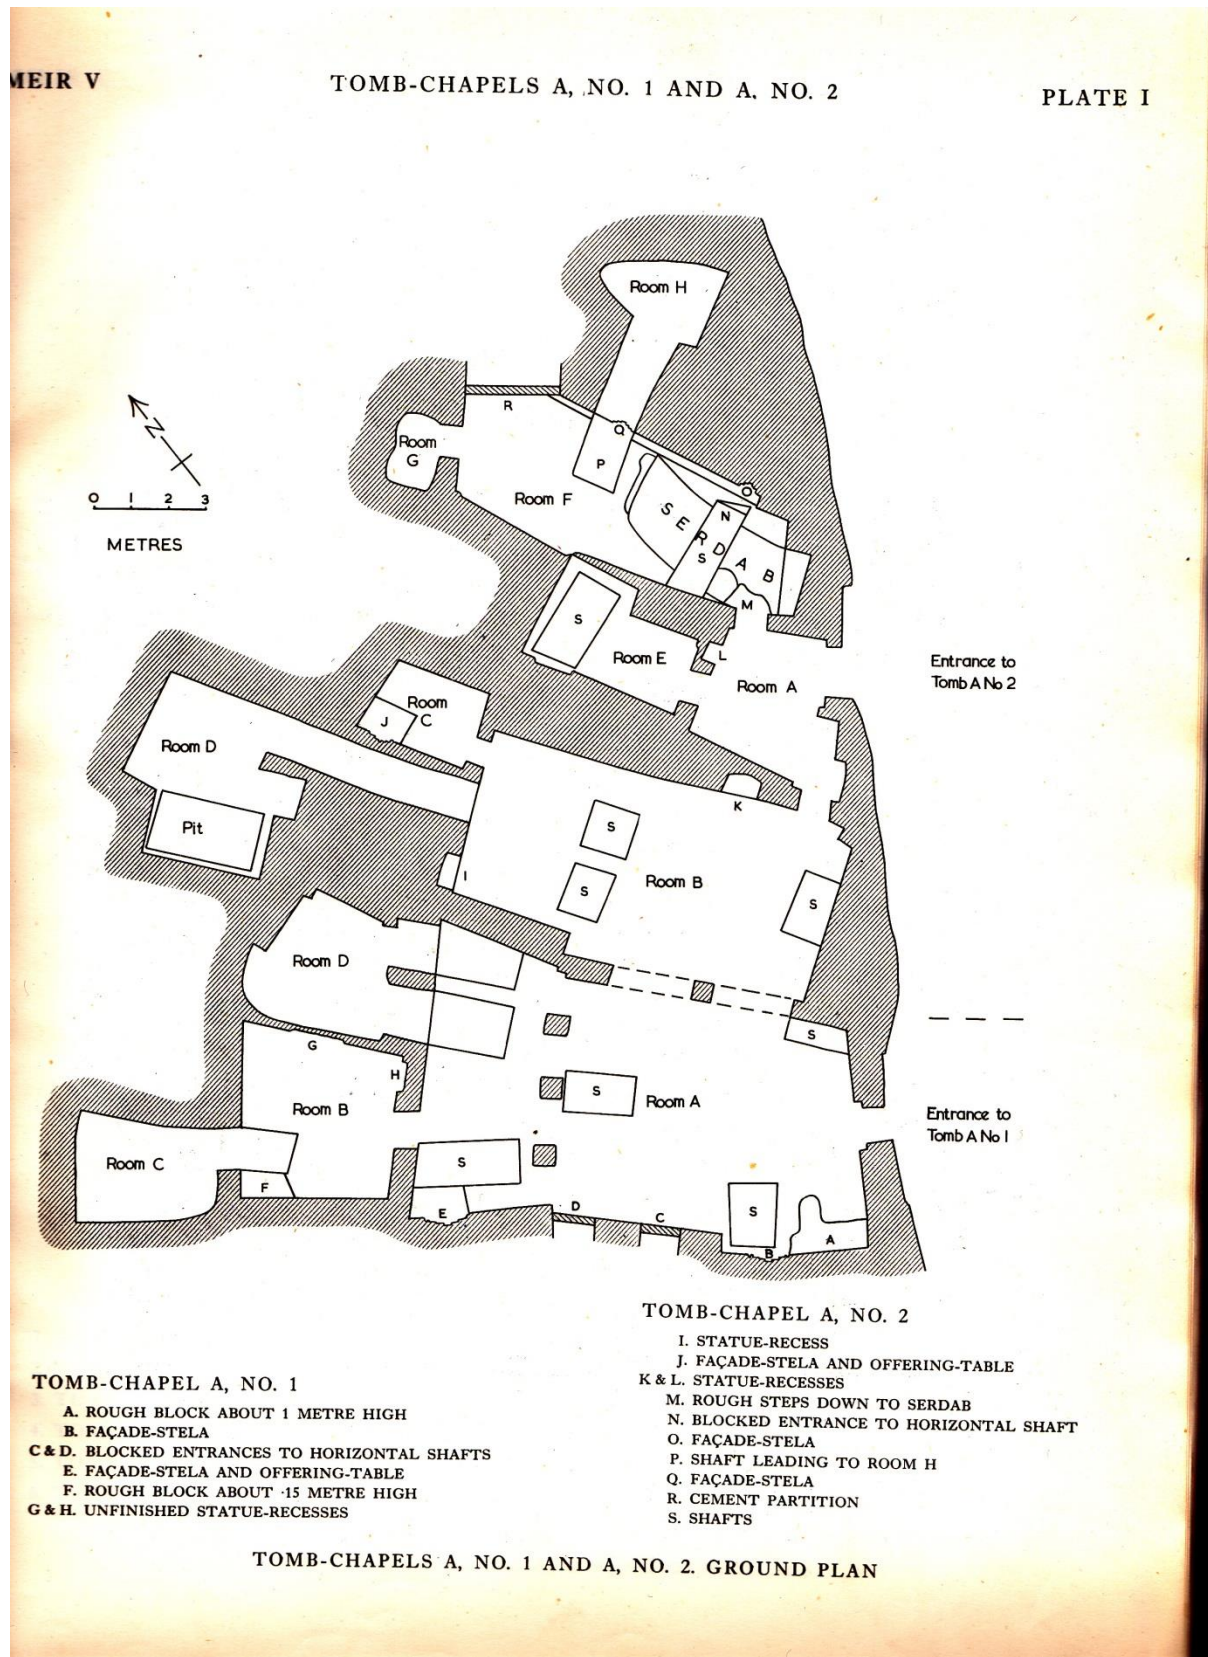 MEIR V
TOMB-CHAPELS A, NO. 1 AND A. NO. 2
PLATE I
Room H
R
Q
Room
G
P
Room F
O
N
SERDAB
S
M
N
0 1 2 3
METRES
S
Room E
L
Room A
Entrance to
Tomb A No 2
Room
C
J
Room D
K
Pit
S
S
Room B
S
I
Room D
S
G
H
S
Room A
Room B
Entrance to
Tomb A No 1
Room C
S
F
E
D
C
S
B
A
TOMB-CHAPEL A, NO. 1
A. ROUGH BLOCK ABOUT 1 METRE HIGH
B. FAÇADE-STELA
C & D. BLOCKED ENTRANCES TO HORIZONTAL SHAFTS
E. FAÇADE-STELA AND OFFERING-TABLE
F. ROUGH BLOCK ABOUT ·15 METRE HIGH
G & H. UNFINISHED STATUE-RECESSES
TOMB-CHAPEL A, NO. 2
I. STATUE-RECESS
J. FAÇADE-STELA AND OFFERING-TABLE
K & L. STATUE-RECESSES
M. ROUGH STEPS DOWN TO SERDAB
N. BLOCKED ENTRANCE TO HORIZONTAL SHAFT
O. FAÇADE-STELA
P. SHAFT LEADING TO ROOM H
Q. FAÇADE-STELA
R. CEMENT PARTITION
S. SHAFTS
TOMB-CHAPELS A, NO. 1 AND A, NO. 2. GROUND PLAN